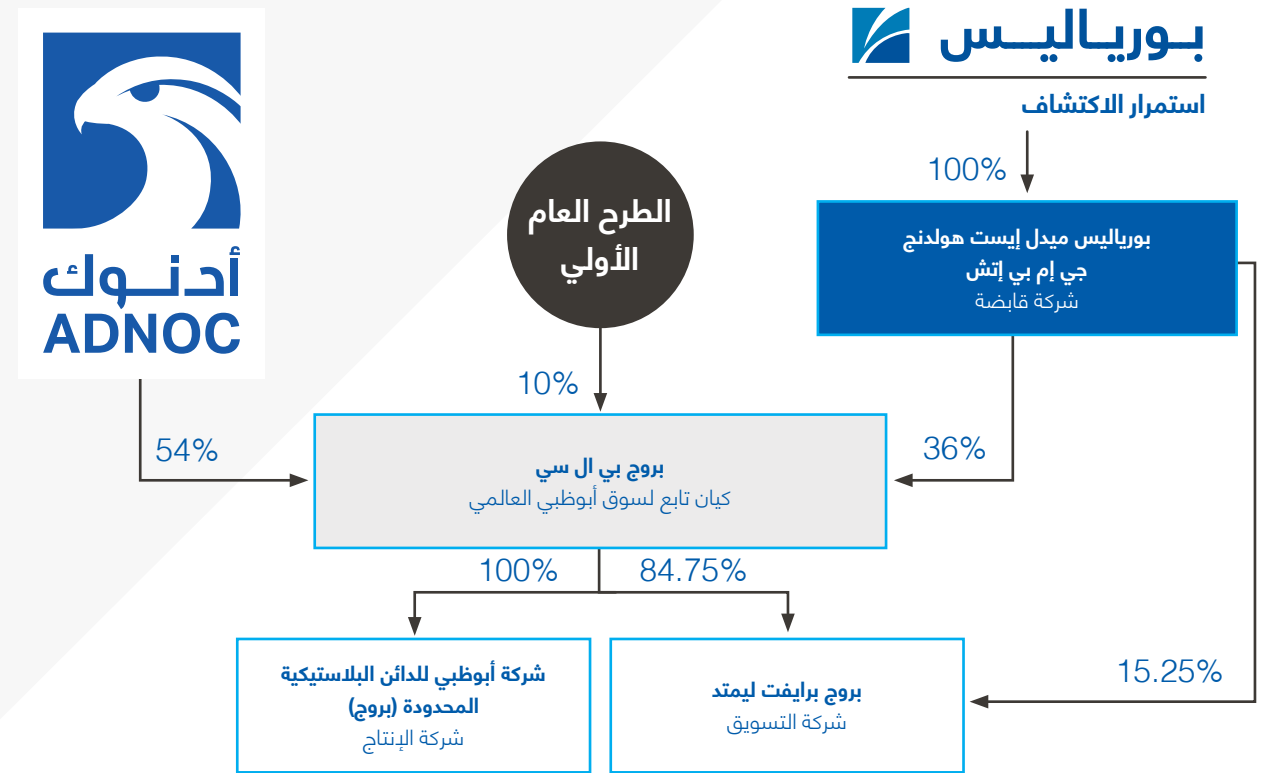 بوریالیس
استمرار الاكتشاف
أدنوك
ADNOC
الطرح العام
الأولي
100%
بورياليس ميدل إيست هولدنج
جي إم بي إتش
شركة قابضة
10%
54%
36%
بروج بي ال سي
كيان تابع لسوق أبوظبي العالمي
100%
84.75%
15.25%
شركة أبوظبي للدائن البلاستيكية
المحدودة (بروج)
شركة الإنتاج
بروج برايفت ليمتد
شركة التسويق